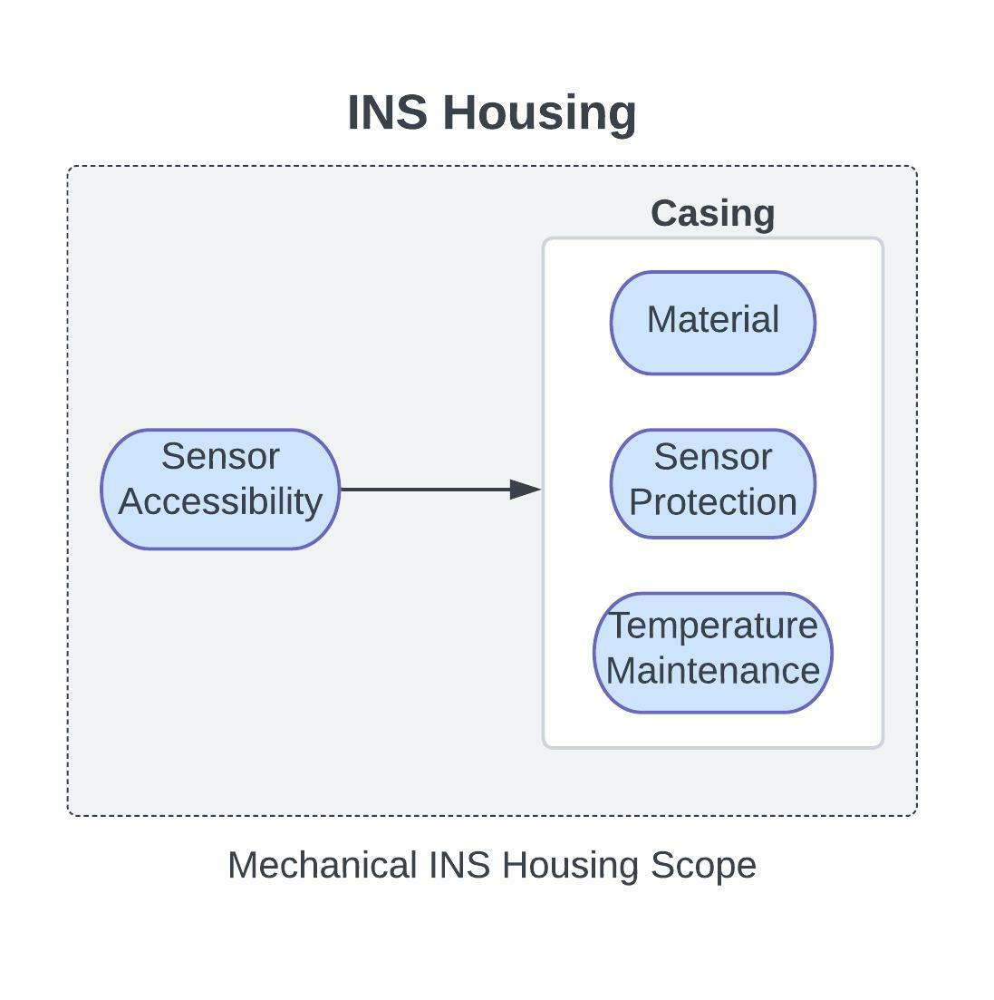 INS Housing
Casing
Material
Sensor
Accessibility
Sensor
Protection
Temperature
Maintenance
Mechanical INS Housing Scope